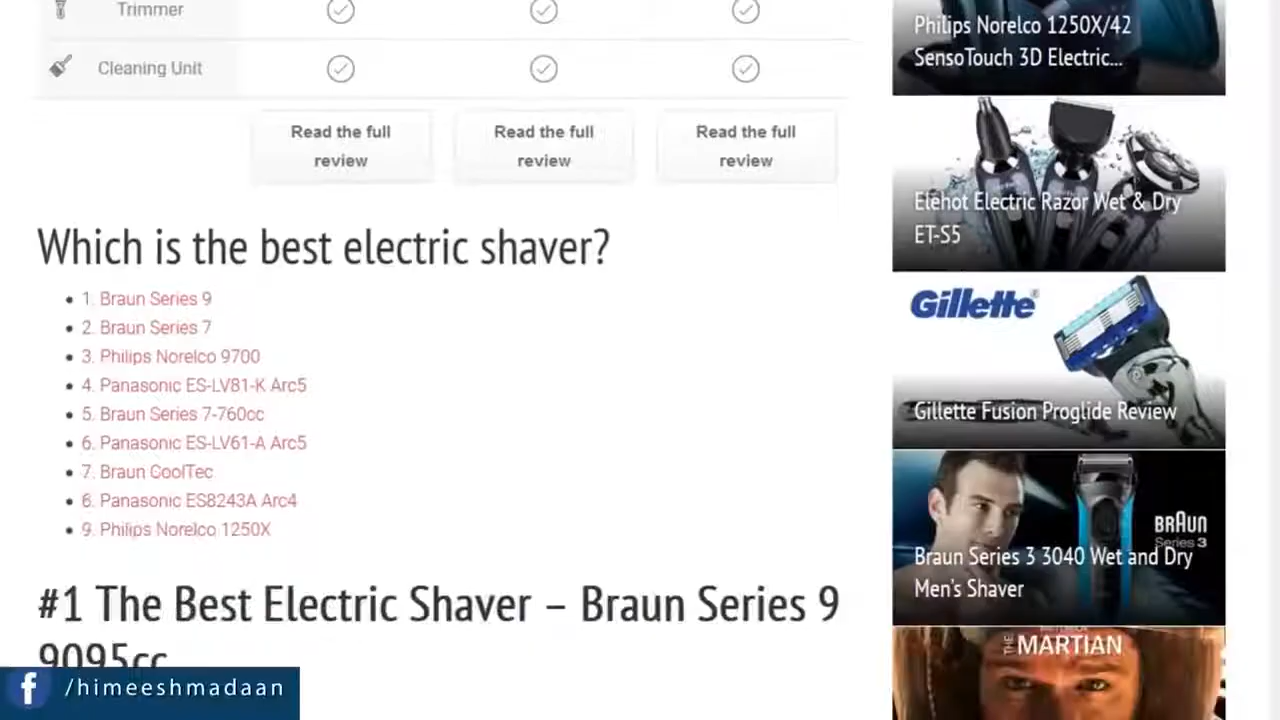 Trimmer
Cleaning Unit
Read the full
review
Read the full
review
Read the full
review
Which is the best electric shaver?
1. Braun Series 9
2. Braun Series 7
3. Philips Norelco 9700
4. Panasonic ES-LV81-K Arc5
5. Braun Series 7-760cc
6. Panasonic ES-LV61-A Arc5
7. Braun CoolTec
6. Panasonic ES8243A Arc4
9. Philips Norelco 1250X
#1 The Best Electric Shaver – Braun Series 9
9095cc
Philips Norelco 1250X/42
SensoTouch 3D Electric...
Elehot Electric Razor Wet & Dry
ET-S5
Gillette
Gillette Fusion Proglide Review
BRAUN
Series 3
Braun Series 3 3040 Wet and Dry
Men's Shaver
THE MARTIAN
/himeeshmadaan